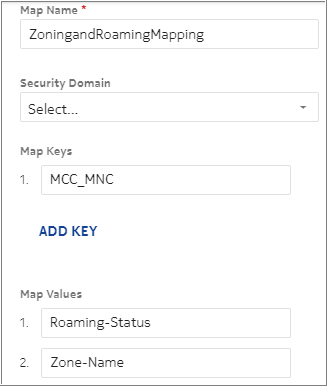 Map Name *
ZoningandRoamingMapping
Security Domain
Select...
Map Keys
1. MCC_MNC
ADD KEY
Map Values
1. Roaming-Status
2. Zone-Name